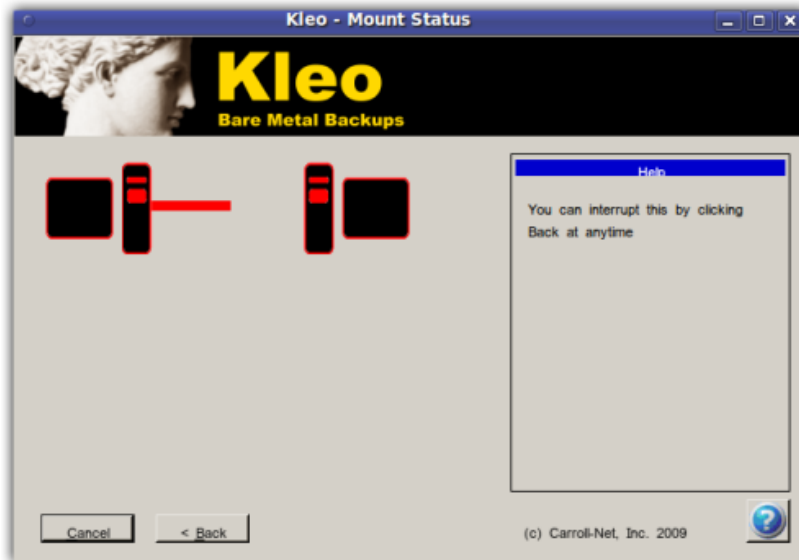 Kleo - Mount Status
Kleo
Bare Metal Backups
Help
You can interrupt this by clicking
Back at anytime
Cancel
< Back
(c) Carroll-Net, Inc. 2009
?